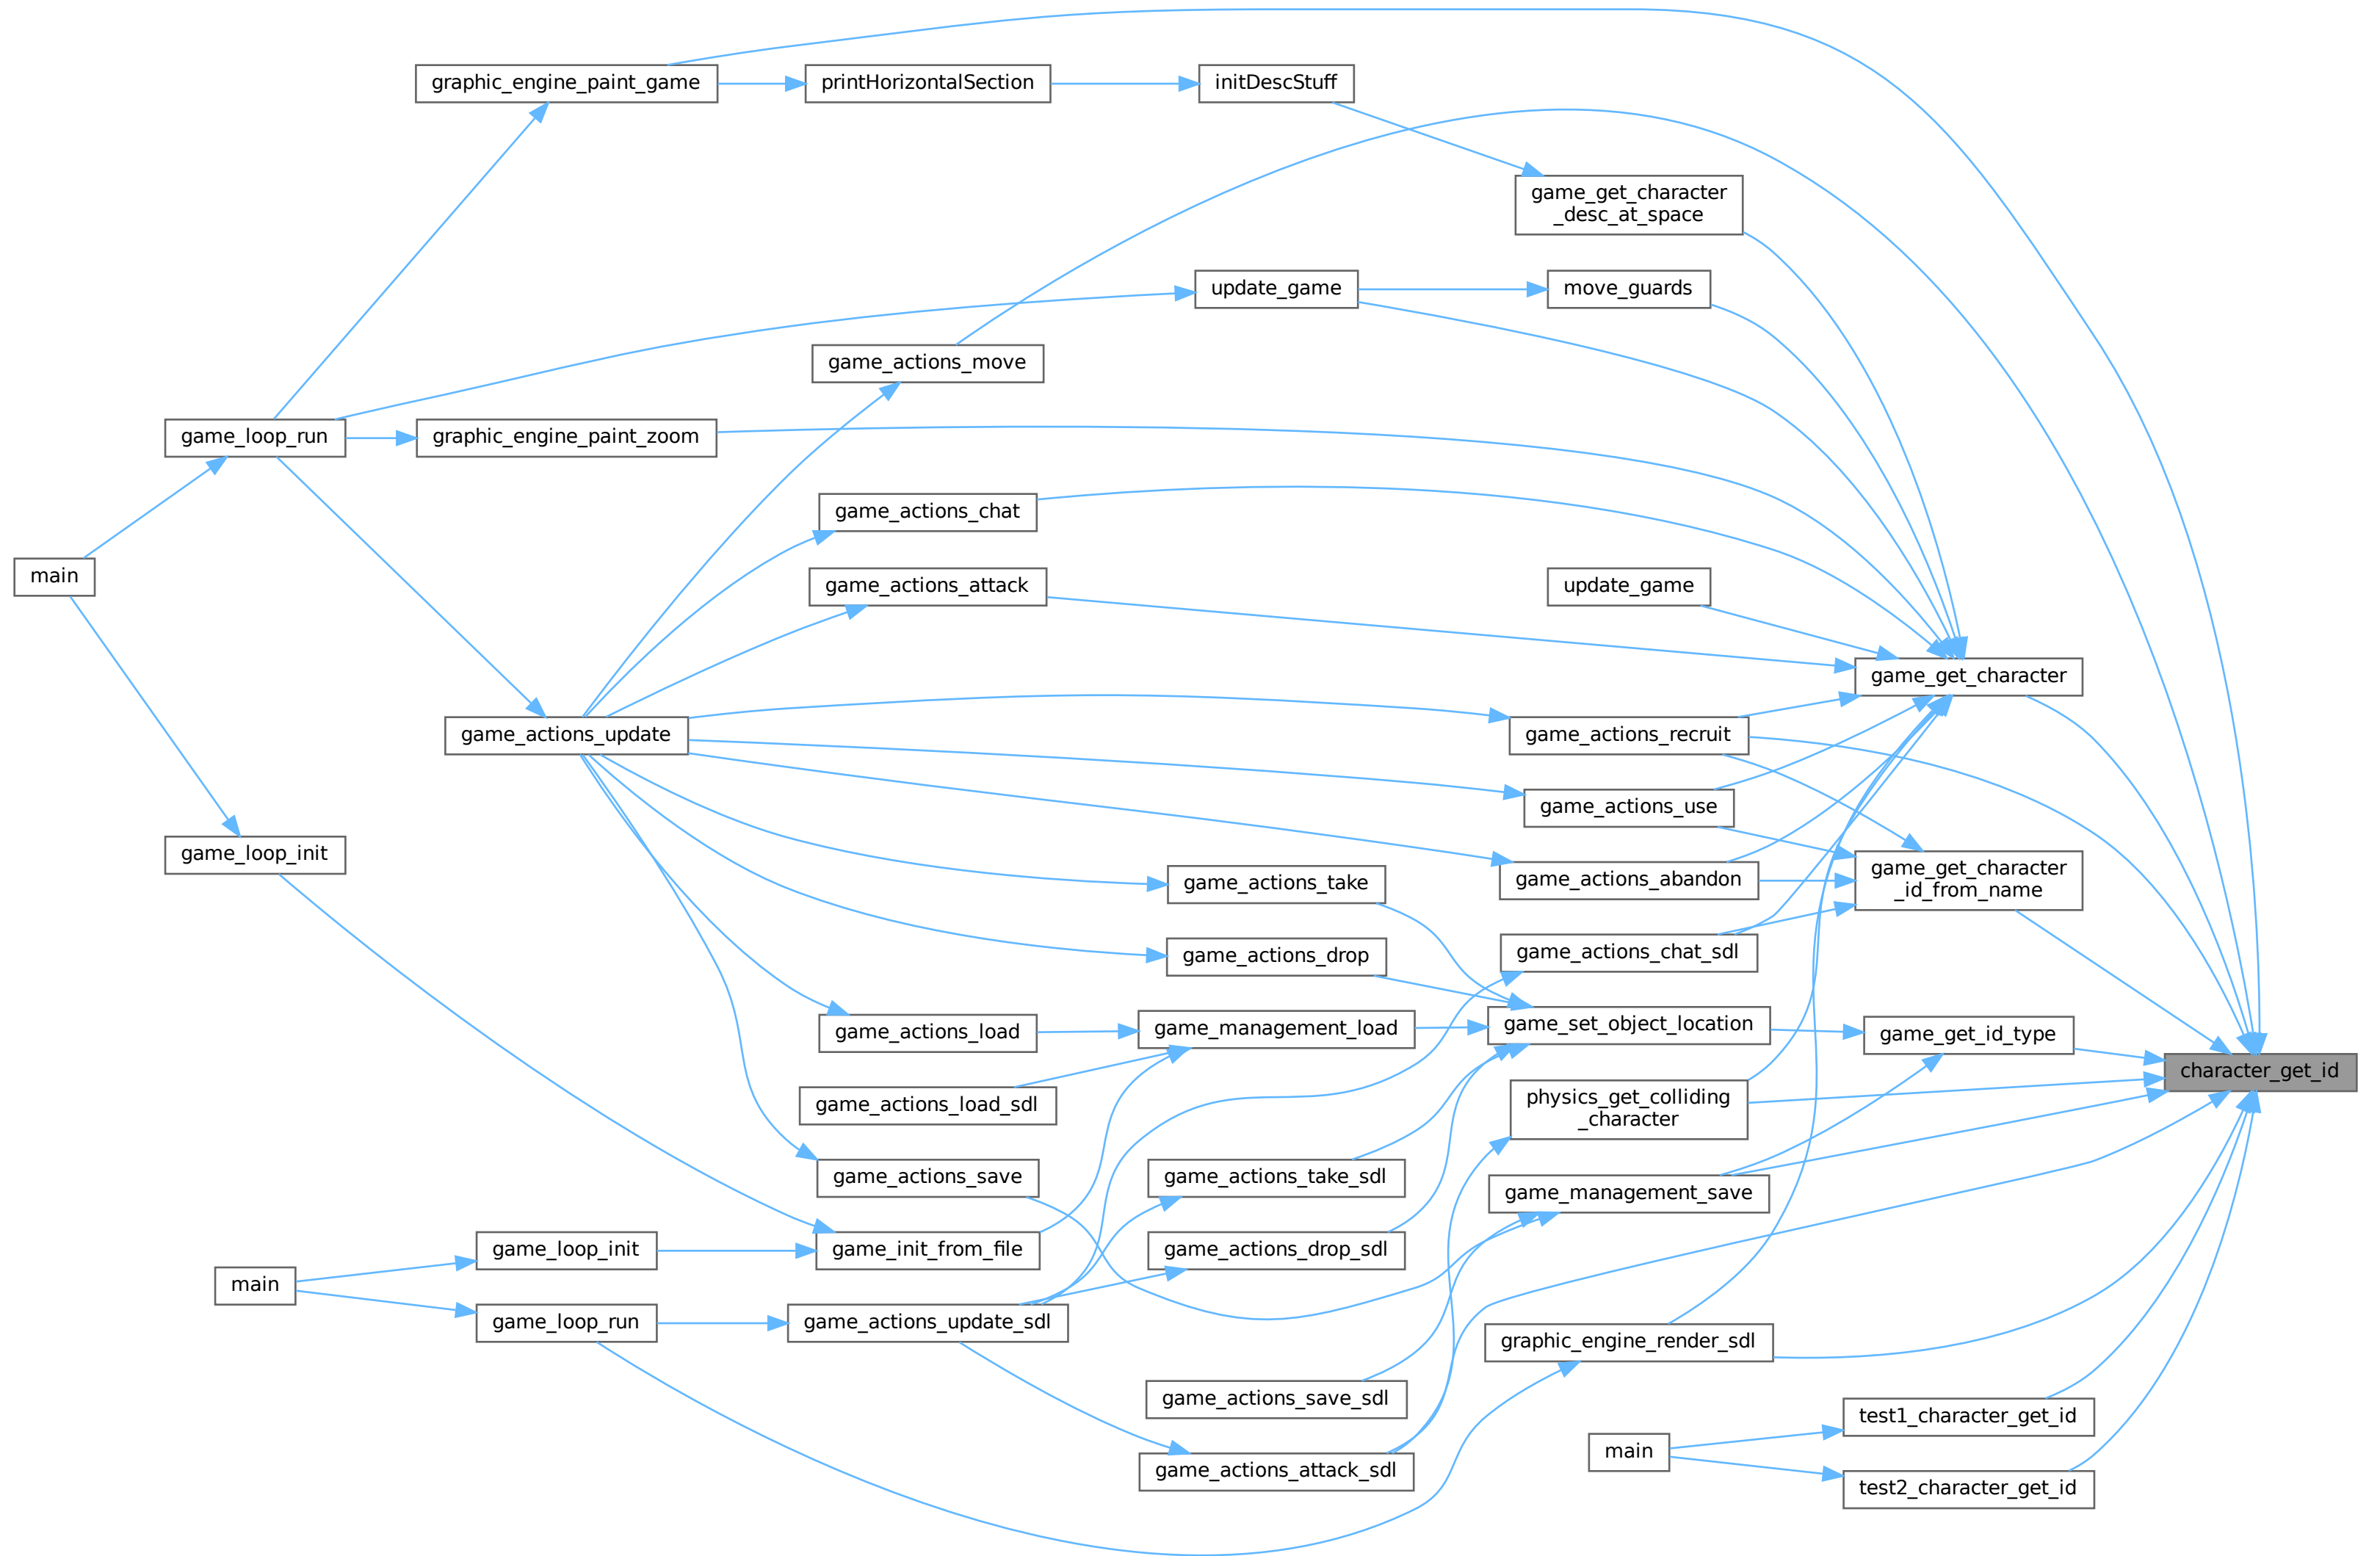 graphic_engine_paint_game
printHorizontalSection
initDescStuff
game_get_character
_desc_at_space
update_game
move_guards
game_actions_move
game_loop_run
graphic_engine_paint_zoom
game_actions_chat
main
game_actions_attack
update_game
game_get_character
game_actions_update
game_actions_recruit
game_actions_use
game_loop_init
game_actions_take
game_actions_abandon
game_get_character
_id_from_name
game_actions_drop
game_actions_chat_sdl
game_actions_load
game_management_load
game_set_object_location
game_get_id_type
character_get_id
game_actions_load_sdl
physics_get_colliding
_character
game_actions_save
game_actions_take_sdl
game_management_save
game_loop_init
game_init_from_file
game_actions_drop_sdl
main
game_loop_run
game_actions_update_sdl
graphic_engine_render_sdl
game_actions_save_sdl
test1_character_get_id
main
game_actions_attack_sdl
test2_character_get_id